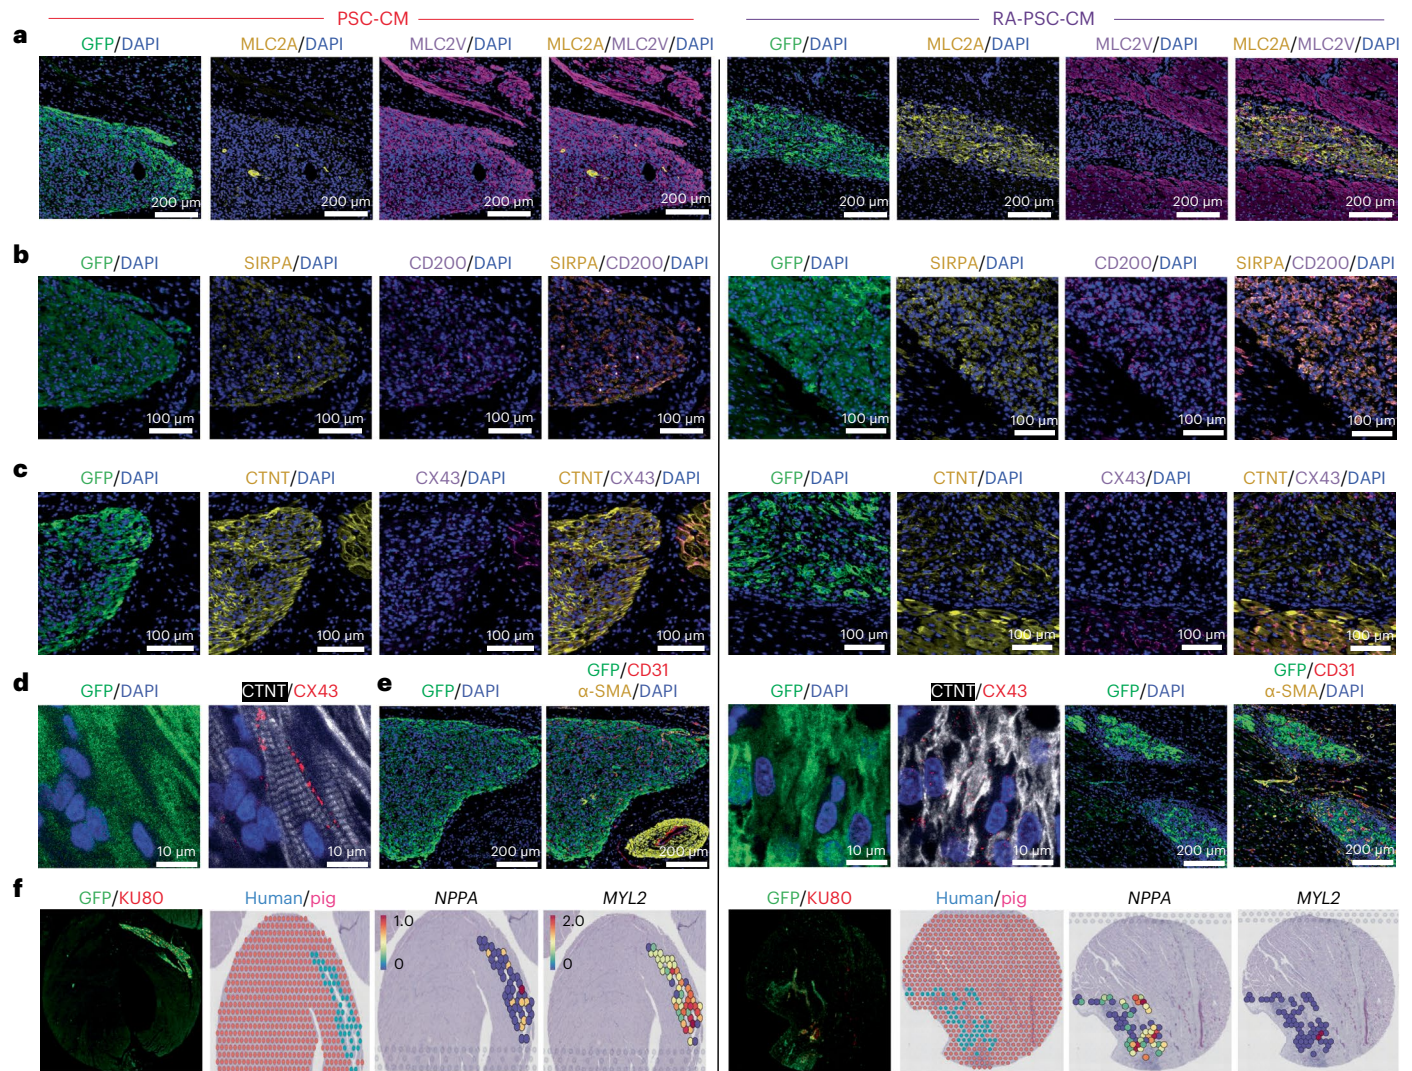 PSC-CM RA-PSC-CM
a GFP/DAPI MLC2A/DAPI MLC2V/DAPI MLC2A/MLC2V/DAPI GFP/DAPI MLC2A/DAPI MLC2V/DAPI MLC2A/MLC2V/DAPI
200 µm 200 µm 200 µm 200 µm 200 µm 200 µm 200 µm 200 µm
b GFP/DAPI SIRPA/DAPI CD200/DAPI SIRPA/CD200/DAPI GFP/DAPI SIRPA/DAPI CD200/DAPI SIRPA/CD200/DAPI
100 µm 100 µm 100 µm 100 µm 100 µm 100 µm 100 µm 100 µm
c GFP/DAPI CTNT/DAPI CX43/DAPI CTNT/CX43/DAPI GFP/DAPI CTNT/DAPI CX43/DAPI CTNT/CX43/DAPI
100 µm 100 µm 100 µm 100 µm 100 µm 100 µm 100 µm 100 µm
GFP/CD31 GFP/CD31
d GFP/DAPI CTNT/CX43 e GFP/DAPI α-SMA/DAPI GFP/DAPI CTNT/CX43 GFP/DAPI α-SMA/DAPI
10 µm 10 µm 200 µm 200 µm 10 µm 10 µm 200 µm 200 µm
f GFP/KU80 Human/pig NPPA MYL2 GFP/KU80 Human/pig NPPA MYL2
1.0 2.0
0 0